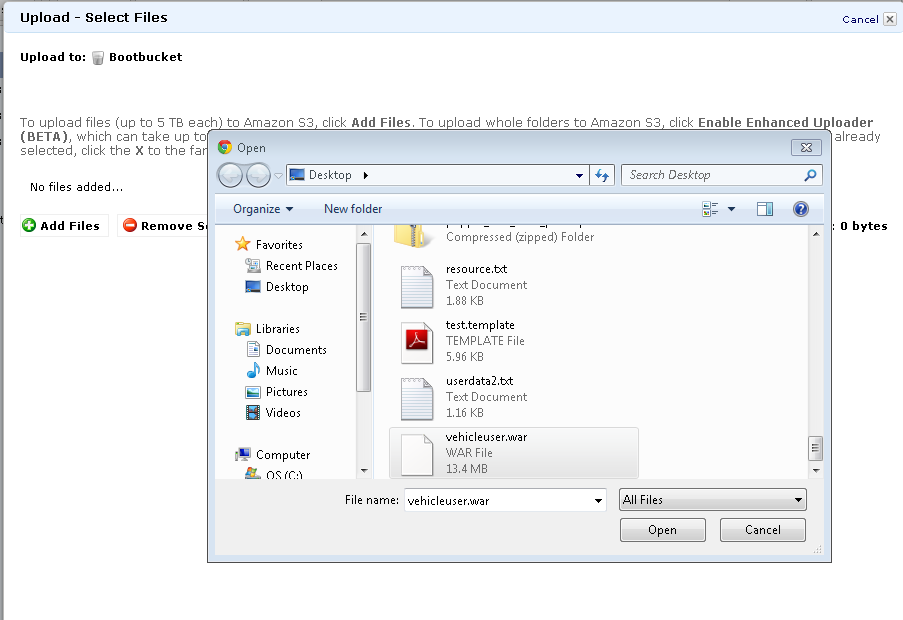 Upload - Select Files
Cancel
Upload to: Bootbucket
To upload files (up to 5 TB each) to Amazon S3, click Add Files. To upload whole folders to Amazon S3, click Enable Enhanced Uploader
(BETA), which can take up to
already
selected, click the X to the far
No files added...
Add Files
Remove Se
: 0 bytes
Open
Desktop
Search Desktop
Organize
New folder
Favorites
Recent Places
Desktop
Libraries
Documents
Music
Pictures
Videos
Computer
OS (C:)
Compressed (zipped) Folder
resource.txt
Text Document
1.88 KB
test.template
TEMPLATE File
5.96 KB
userdata2.txt
Text Document
1.16 KB
vehicleuser.war
WAR File
13.4 MB
File name: vehicleuser.war
All Files
Open
Cancel